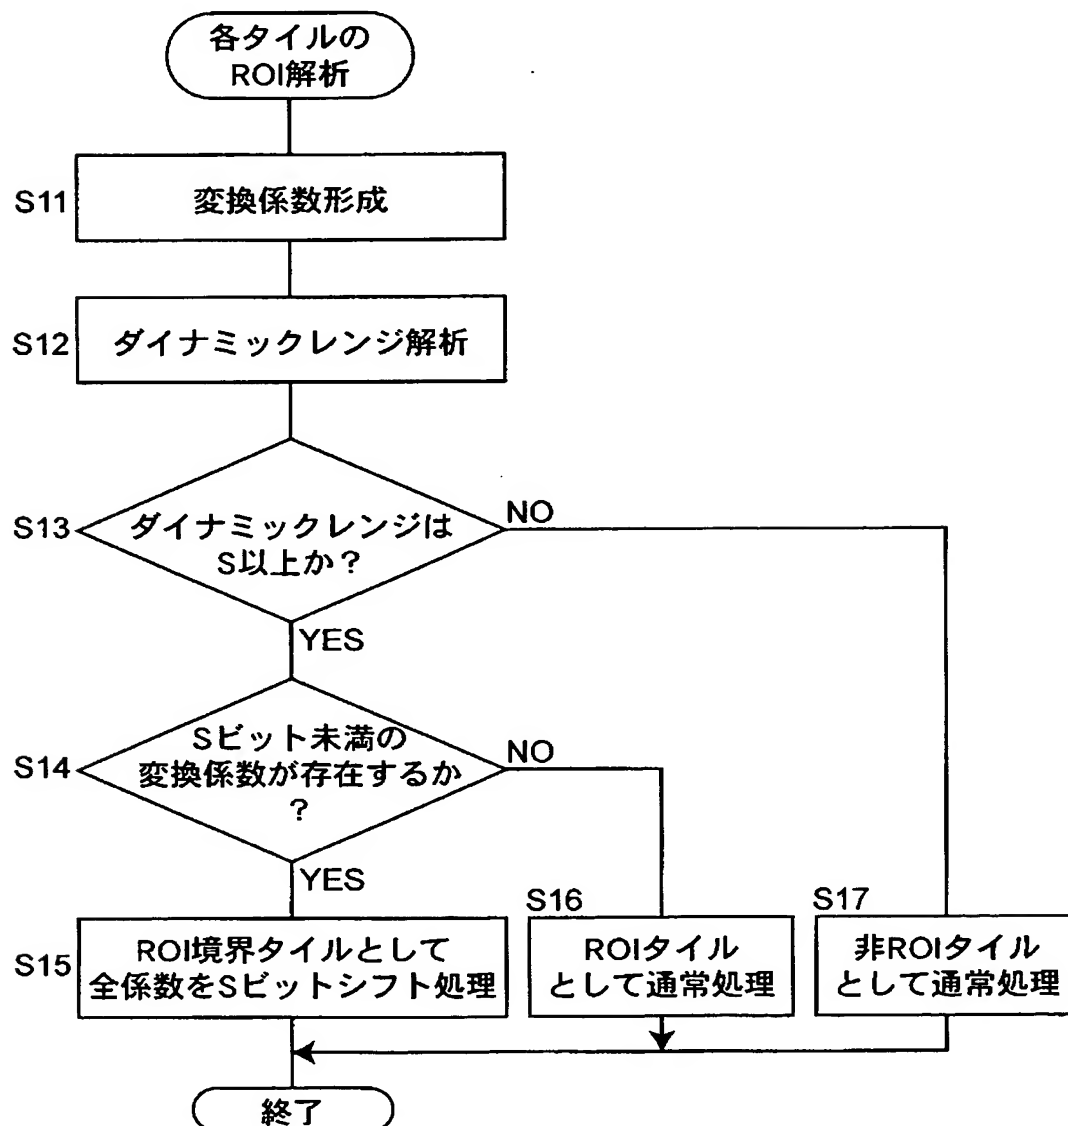 各タイルの
ROI解析
S11
変換係数形成
S12
ダイナミックレンジ解析
S13
ダイナミックレンジは
S以上か？
NO
YES
S14
Sビット未満の
変換係数が存在するか
？
NO
YES
S15
ROI境界タイルとして
全係数をSビットシフト処理
S16
ROIタイル
として通常処理
S17
非ROIタイル
として通常処理
終了